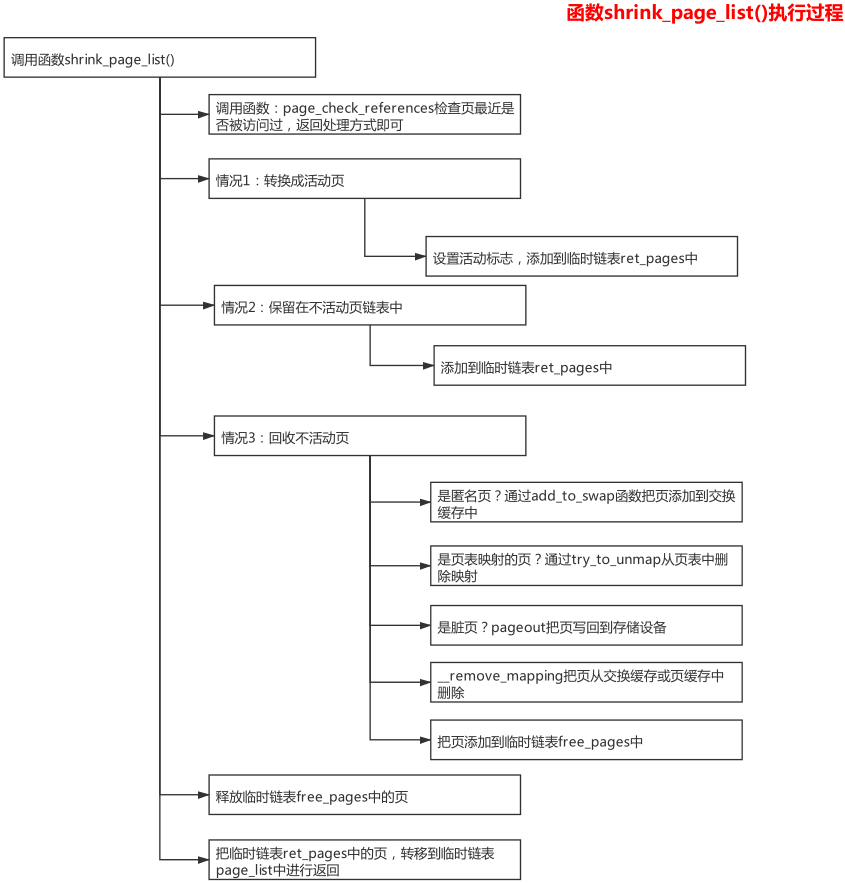 函数shrink_page_list()执行过程
调用函数shrink_page_list()
调用函数：page_check_references检查页最近是
否被访问过，返回处理方式即可
情况1：转换成活动页
设置活动标志，添加到临时链表ret_pages中
情况2：保留在不活动页链表中
添加到临时链表ret_pages中
情况3：回收不活动页
是匿名页？通过add_to_swap函数把页添加到交换
缓存中
是页表映射的页？通过try_to_unmap从页表中删
除映射
是脏页？pageout把页写回到存储设备
__remove_mapping把页从交换缓存或页缓存中
删除
把页添加到临时链表free_pages中
释放临时链表free_pages中的页
把临时链表ret_pages中的页，转移到临时链表
page_list中进行返回